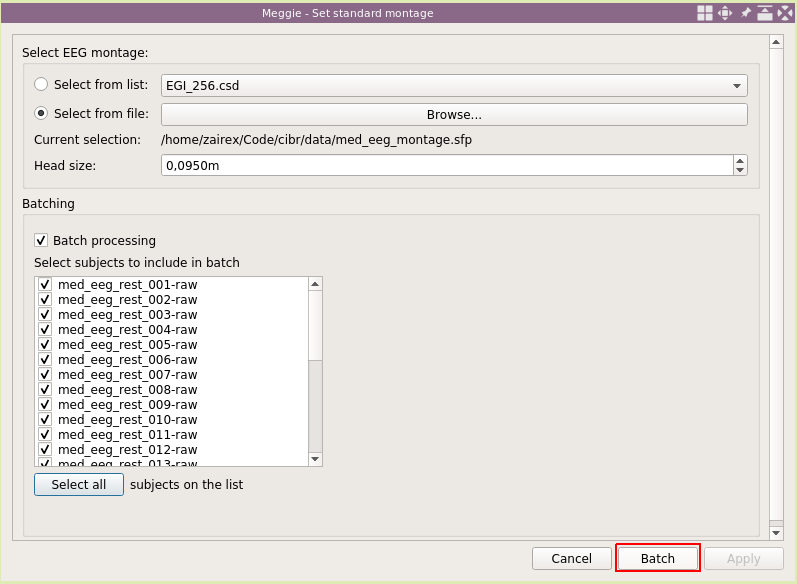 Meggie - Set standard montage
Select EEG montage:
Select from list: EGI_256.csd
Select from file: Browse...
Current selection: /home/zairex/Code/cibr/data/med_eeg_montage.sfp
Head size: 0,0950m
Batching
Batch processing
Select subjects to include in batch
med_eeg_rest_001-raw
med_eeg_rest_002-raw
med_eeg_rest_003-raw
med_eeg_rest_004-raw
med_eeg_rest_005-raw
med_eeg_rest_006-raw
med_eeg_rest_007-raw
med_eeg_rest_008-raw
med_eeg_rest_009-raw
med_eeg_rest_010-raw
med_eeg_rest_011-raw
med_eeg_rest_012-raw
med_eeg_rest_013-raw
Select all subjects on the list
Cancel Batch Apply